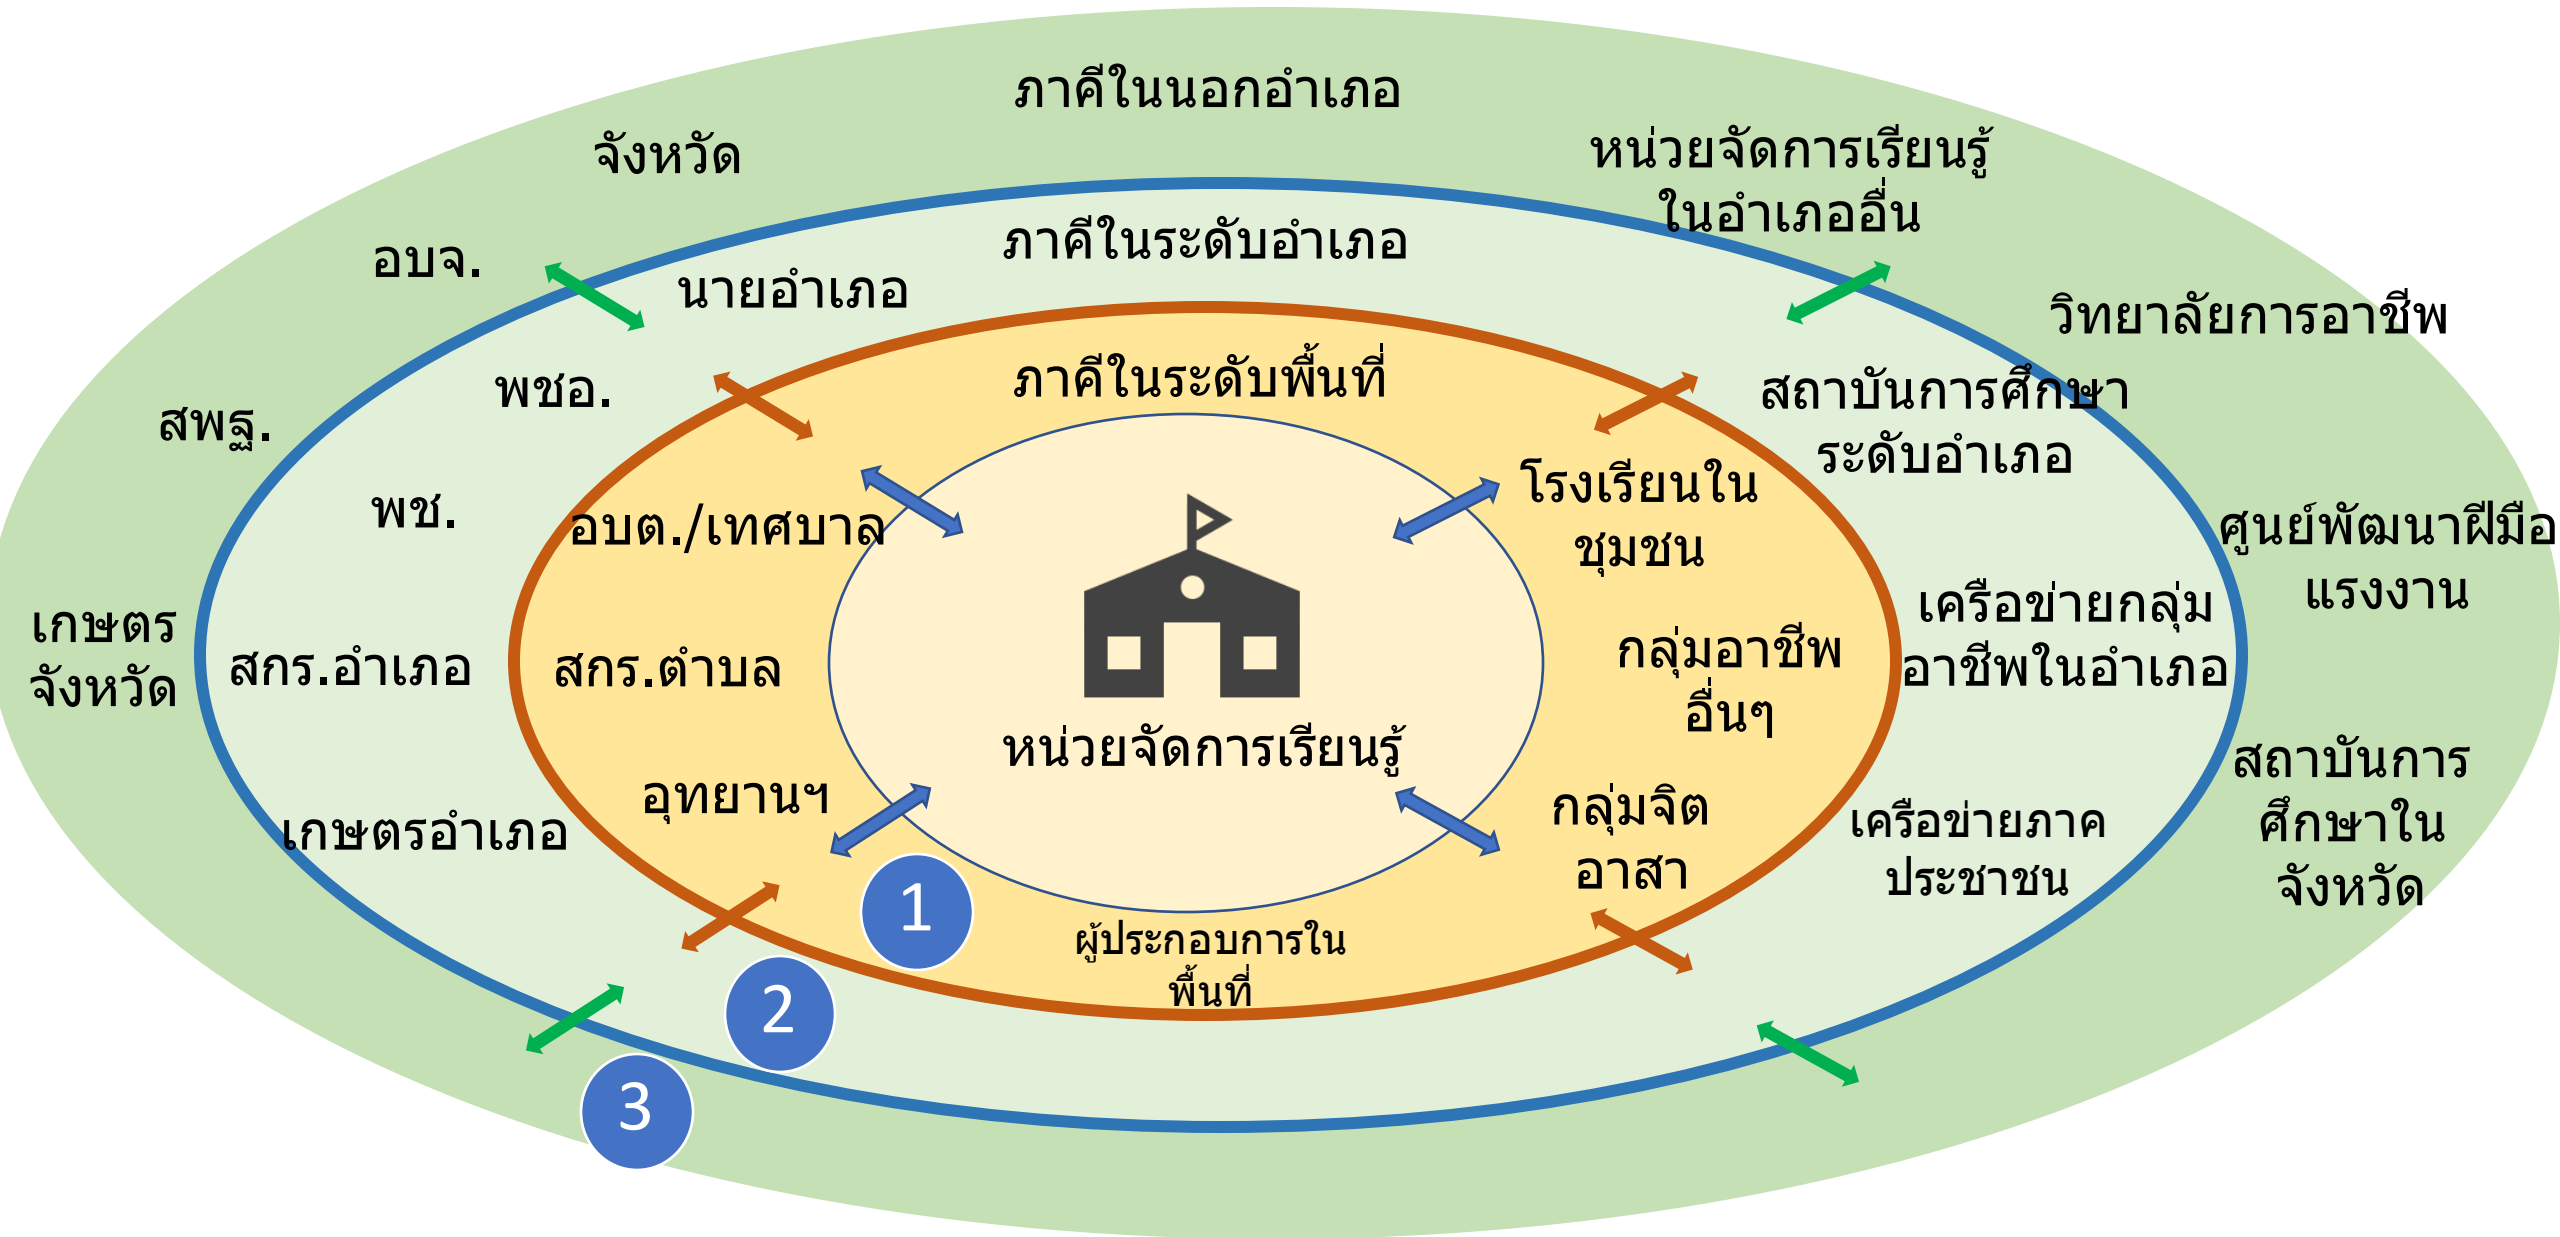 ภาคีในนอกอำเภอ
จังหวัด
หน่วยจัดการเรียนรู้
ในอำเภออื่น
อบจ.
ภาคีในระดับอำเภอ
นายอำเภอ
วิทยาลัยการอาชีพ
พชอ.
ภาคีในระดับพื้นที่
สถาบันการศึกษา
ระดับอำเภอ
สพฐ.
พช.
อบต./เทศบาล
โรงเรียนใน
ชุมชน
ศูนย์พัฒนาฝีมือ
แรงงาน
เกษตร
จังหวัด
สกร.อำเภอ
สกร.ตำบล
กลุ่มอาชีพ
อื่นๆ
เครือข่ายกลุ่ม
อาชีพในอำเภอ
หน่วยจัดการเรียนรู้
อุทยานฯ
กลุ่มจิต
อาสา
เกษตรอำเภอ
เครือข่ายภาค
ประชาชน
สถาบันการ
ศึกษาใน
จังหวัด
ผู้ประกอบการใน
พื้นที่
1
2
3